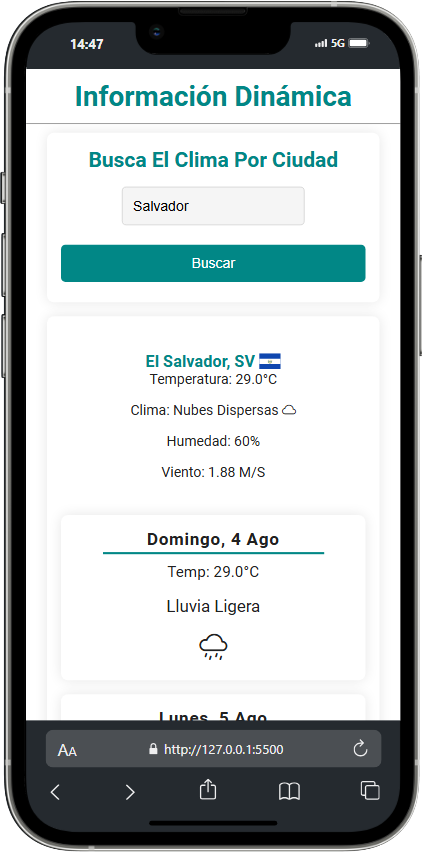 14:47
5G
Información Dinámica
Busca El Clima Por Ciudad
Salvador
Buscar
El Salvador, SV
Temperatura: 29.0°C
Clima: Nubes Dispersas
Humedad: 60%
Viento: 1.88 M/S
Domingo, 4 Ago
Temp: 29.0°C
Lluvia Ligera
Lunes, 5 Ago
AA
http://127.0.0.1:5500